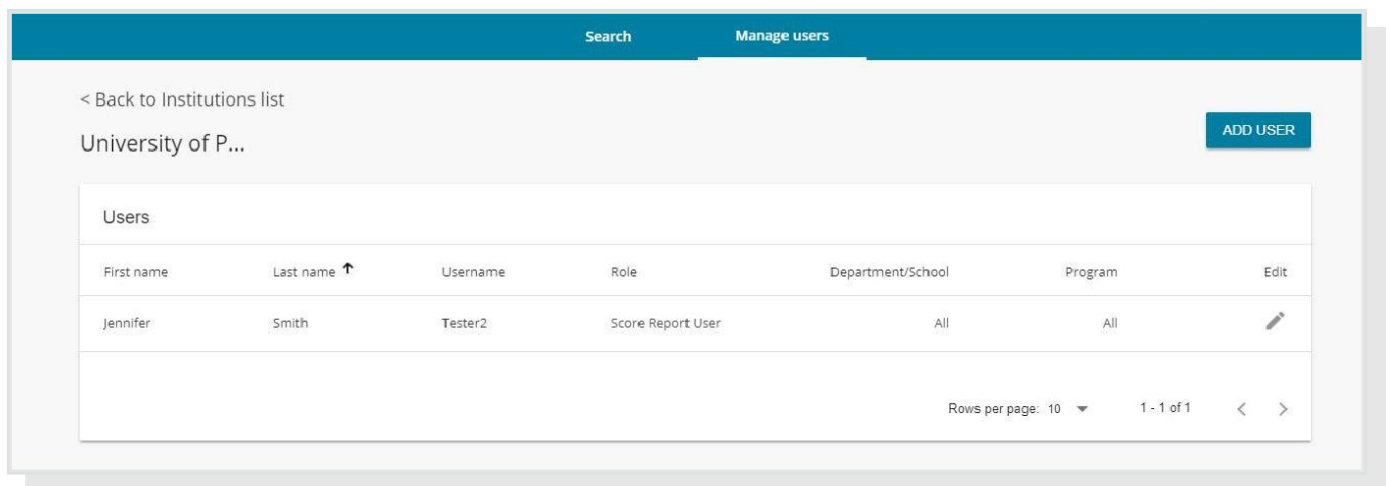 Search Manage users
< Back to Institutions list
University of P...
ADD USER
Users
First name Last name ↑ Username Role Department/School Program Edit
Jennifer Smith Tester2 Score Report User All All
Rows per page: 10 1 - 1 of 1 < >